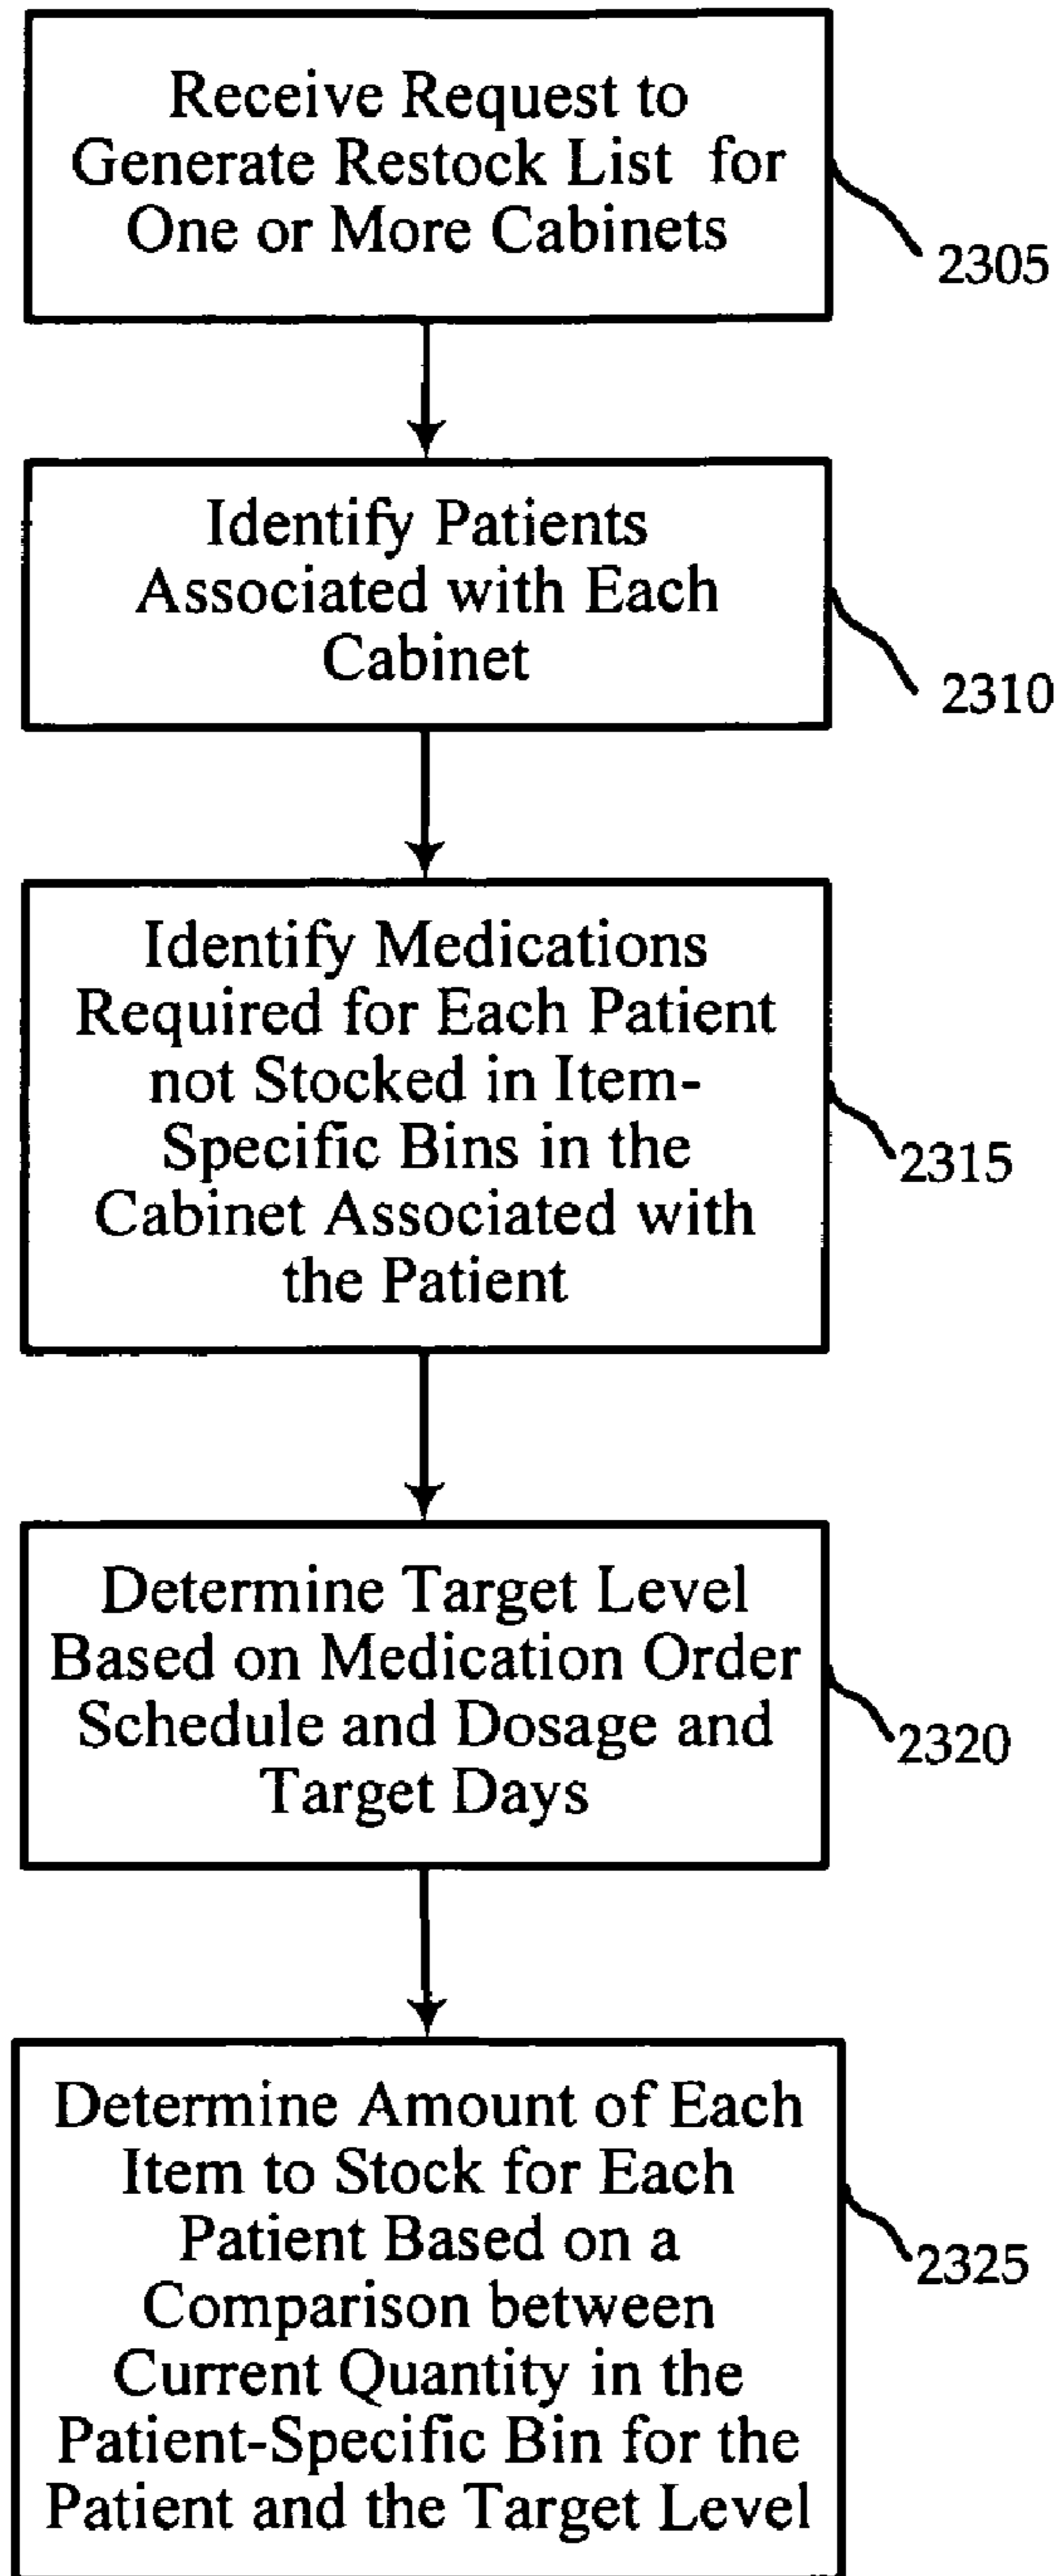 Receive Request to
Generate Restock List for
One or More Cabinets
2305
Identify Patients
Associated with Each
Cabinet
2310
Identify Medications
Required for Each Patient
not Stocked in Item-
Specific Bins in the
Cabinet Associated with
the Patient
2315
Determine Target Level
Based on Medication Order
Schedule and Dosage and
Target Days
2320
Determine Amount of Each
Item to Stock for Each
Patient Based on a
Comparison between
Current Quantity in the
Patient-Specific Bin for the
Patient and the Target Level
2325